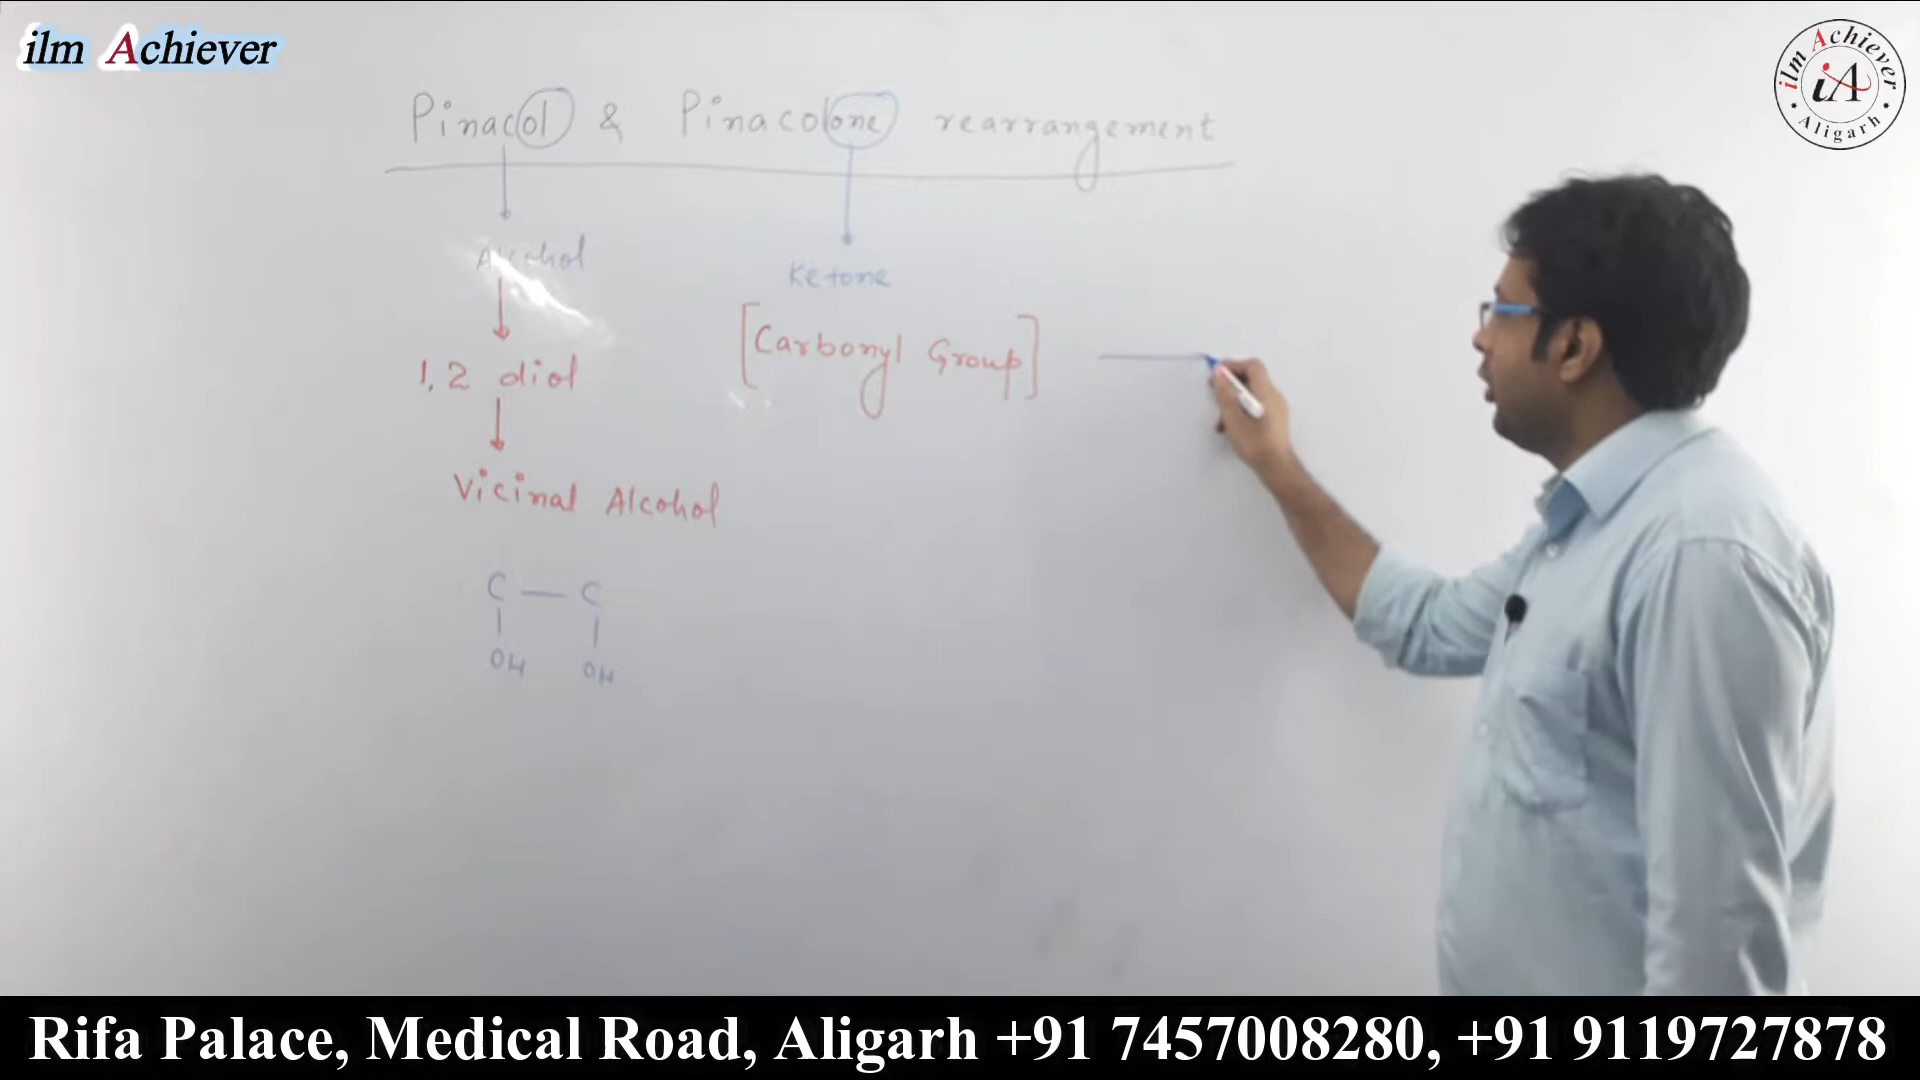 ilm Achiever
ilm Achiever
iA
Aligarh
Pinacol & Pinacolone rearrangement
Alcohol
Ketone
1,2 diol
[Carbonyl Group]
Vicinal Alcohol
C — C
OH OH
Rifa Palace, Medical Road, Aligarh +91 7457008280, +91 9119727878